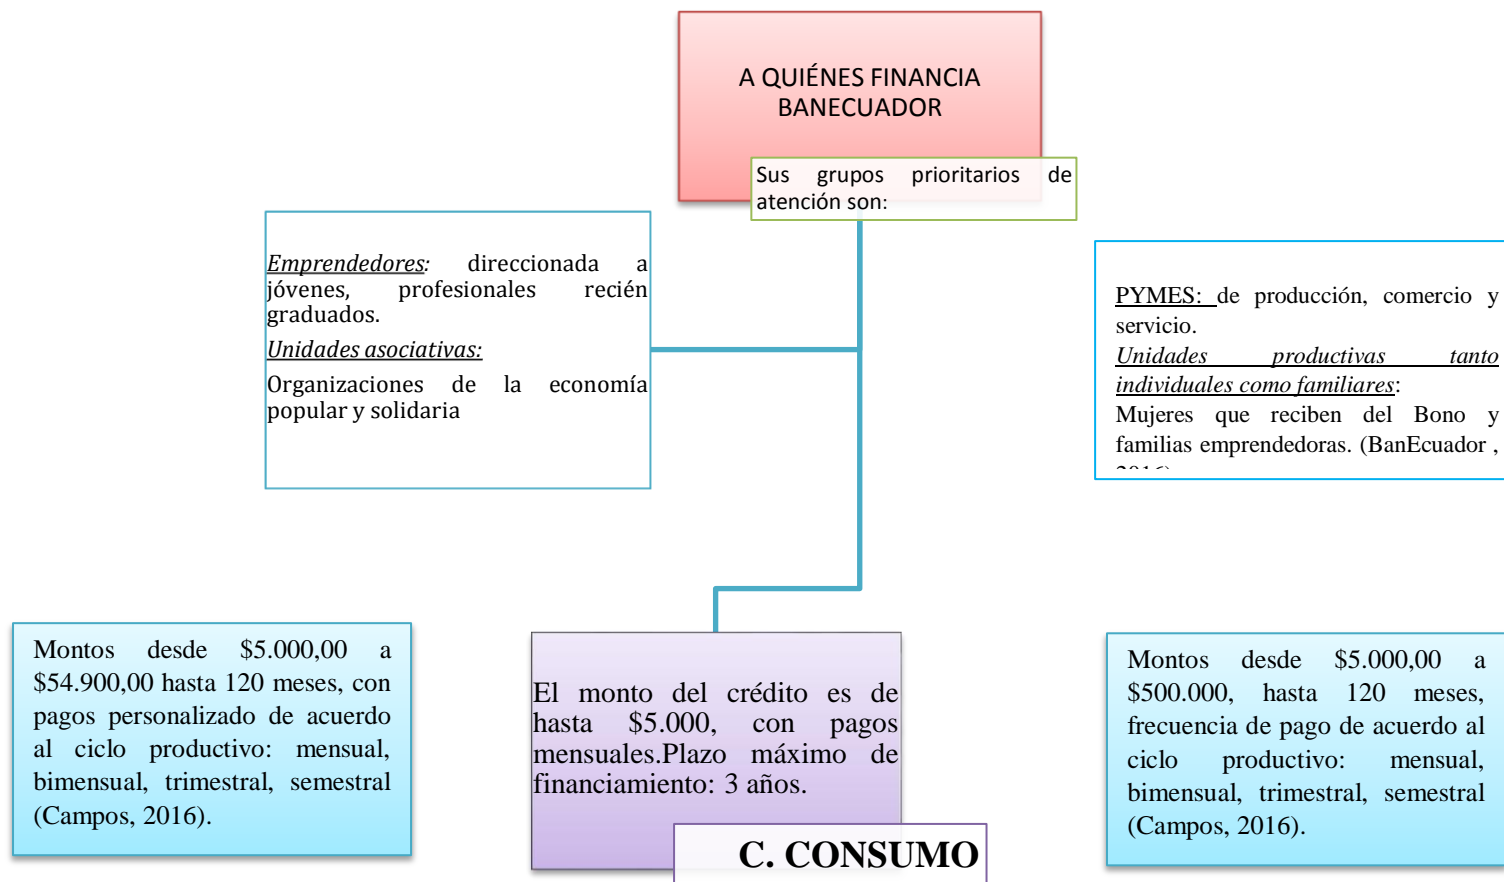 A QUIÉNES FINANCIA
BANECUADOR
Sus grupos prioritarios de
atención son:
Emprendedores: direccionada a
jóvenes, profesionales recién
graduados.
Unidades asociativas:
Organizaciones de la economía
popular y solidaria
PYMES: de producción, comercio y
servicio.
Unidades productivas tanto
individuales como familiares:
Mujeres que reciben del Bono y
familias emprendedoras. (BanEcuador ,
Montos desde $5.000,00 a
$54.900,00 hasta 120 meses, con
pagos personalizado de acuerdo
al ciclo productivo: mensual,
bimensual, trimestral, semestral
(Campos, 2016).
El monto del crédito es de
hasta $5.000, con pagos
mensuales.Plazo máximo de
financiamiento: 3 años.
C. CONSUMO
Montos desde $5.000,00 a
$500.000, hasta 120 meses,
frecuencia de pago de acuerdo al
ciclo productivo: mensual,
bimensual, trimestral, semestral
(Campos, 2016).